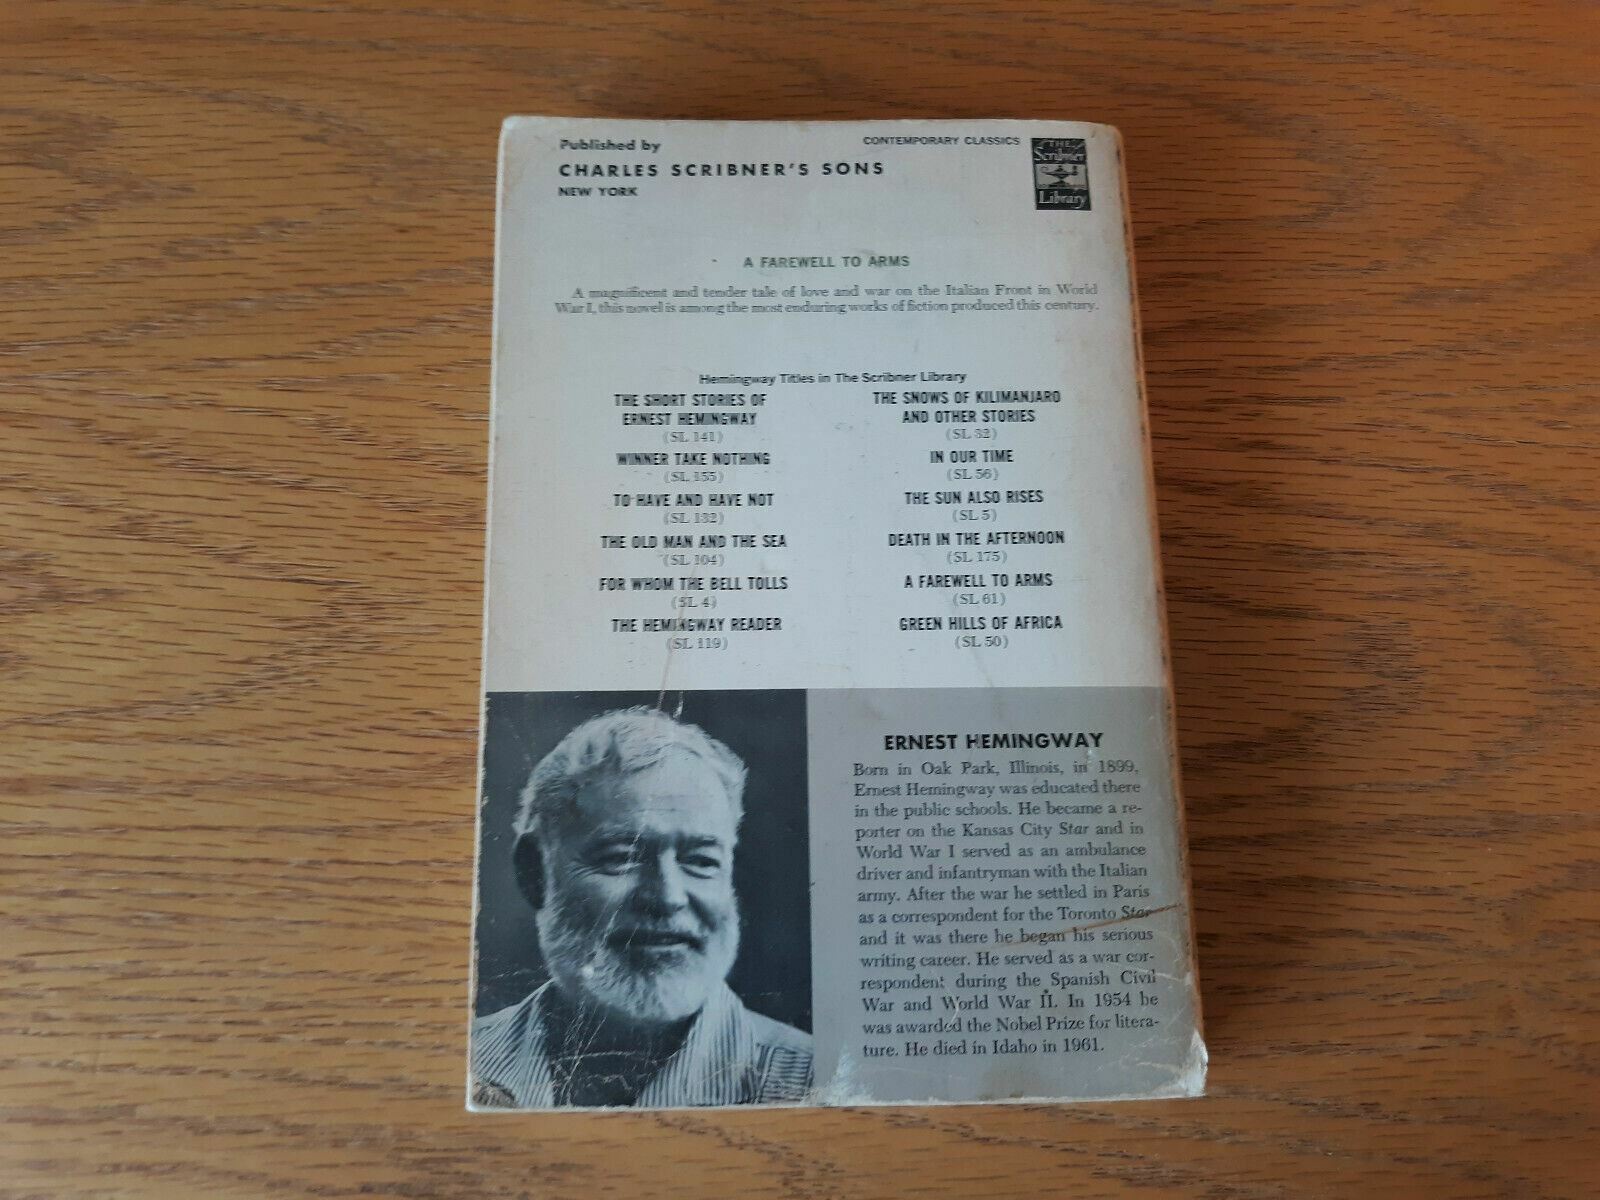 Published by
CHARLES SCRIBNER'S SONS
NEW YORK
CONTEMPORARY CLASSICS
THE
Scribner
Library
A FAREWELL TO ARMS
A magnificent and tender tale of love and war on the Italian Front in World
War I, this novel is among the most enduring works of fiction produced this century.
Hemingway Titles in The Scribner Library
THE SHORT STORIES OF
ERNEST HEMINGWAY
(SL 141)
WINNER TAKE NOTHING
(SL 155)
TO HAVE AND HAVE NOT
(SL 132)
THE OLD MAN AND THE SEA
(SL 104)
FOR WHOM THE BELL TOLLS
(SL 4)
THE HEMINGWAY READER
(SL 119)
THE SNOWS OF KILIMANJARO
AND OTHER STORIES
(SL 32)
IN OUR TIME
(SL 56)
THE SUN ALSO RISES
(SL 5)
DEATH IN THE AFTERNOON
(SL 175)
A FAREWELL TO ARMS
(SL 61)
GREEN HILLS OF AFRICA
(SL 50)
ERNEST HEMINGWAY
Born in Oak Park, Illinois, in 1899,
Ernest Hemingway was educated there
in the public schools. He became a re-
porter on the Kansas City Star and in
World War I served as an ambulance
driver and infantryman with the Italian
army. After the war he settled in Paris
as a correspondent for the Toronto Star
and it was there he began his serious
writing career. He served as a war cor-
respondent during the Spanish Civil
War and World War II. In 1954 he
was awarded the Nobel Prize for litera-
ture. He died in Idaho in 1961.